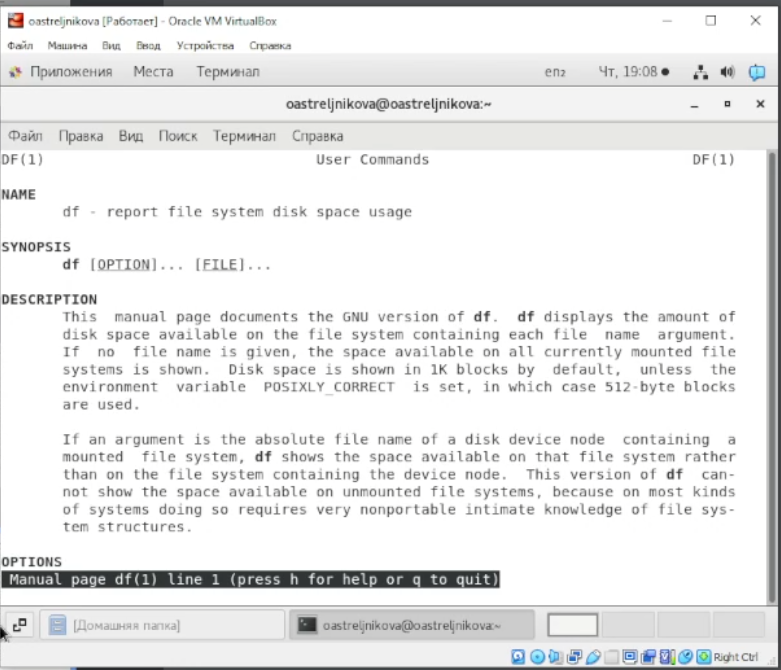 oastreljnikova [Работает] - Oracle VM VirtualBox
Файл Машина Вид Ввод Устройства Справка
Приложения Места Терминал en₂ Чт, 19:08
oastreljnikova@oastreljnikova:~
Файл Правка Вид Поиск Терминал Справка
DF(1) User Commands DF(1)
NAME
df - report file system disk space usage
SYNOPSIS
df [OPTION]... [FILE]...
DESCRIPTION
This manual page documents the GNU version of df. df displays the amount of
disk space available on the file system containing each file name argument.
If no file name is given, the space available on all currently mounted file
systems is shown. Disk space is shown in 1K blocks by default, unless the
environment variable POSIXLY_CORRECT is set, in which case 512-byte blocks
are used.
If an argument is the absolute file name of a disk device node containing a
mounted file system, df shows the space available on that file system rather
than on the file system containing the device node. This version of df can-
not show the space available on unmounted file systems, because on most kinds
of systems doing so requires very nonportable intimate knowledge of file sys-
tem structures.
OPTIONS
Manual page df(1) line 1 (press h for help or q to quit)
[Домашняя папка] oastreljnikova@oastreljnikova:~
Right Ctrl